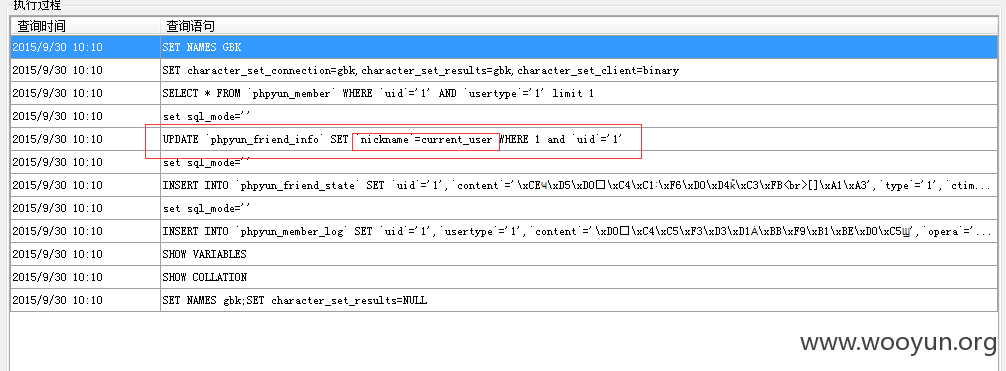 执行过程
查询时间 查询语句
2015/9/30 10:10 SET NAMES GBK
2015/9/30 10:10 SET character_set_connection=gbk,character_set_results=gbk,character_set_client=binary
2015/9/30 10:10 SELECT * FROM `phpyun_member` WHERE `uid`='1' AND `usertype`='1' limit 1
2015/9/30 10:10 set sql_mode=''
2015/9/30 10:10 UPDATE `phpyun_friend_info` SET `nickname`=current_user WHERE 1 and `uid`='1'
2015/9/30 10:10 set sql_mode=''
2015/9/30 10:10 INSERT INTO `phpyun_friend_state` SET `uid`='1',`content`='\xCE\xD5\xD0□\xC4\xC1:\xF6\xD0\xD4\xC3\xFB<br>[]\xA1\xA3',`type`='1',`ctim...
2015/9/30 10:10 set sql_mode=''
2015/9/30 10:10 INSERT INTO `phpyun_member_log` SET `uid`='1',`usertype`='1',`content`='\xD0□\xC4\xC5\xF3\xD3\xD1\xBB\xF9\xB1\xBE\xD0\xC5',`opera`='...
2015/9/30 10:10 SHOW VARIABLES
2015/9/30 10:10 SHOW COLLATION
2015/9/30 10:10 SET NAMES gbk;SET character_set_results=NULL
www.wooyun.org